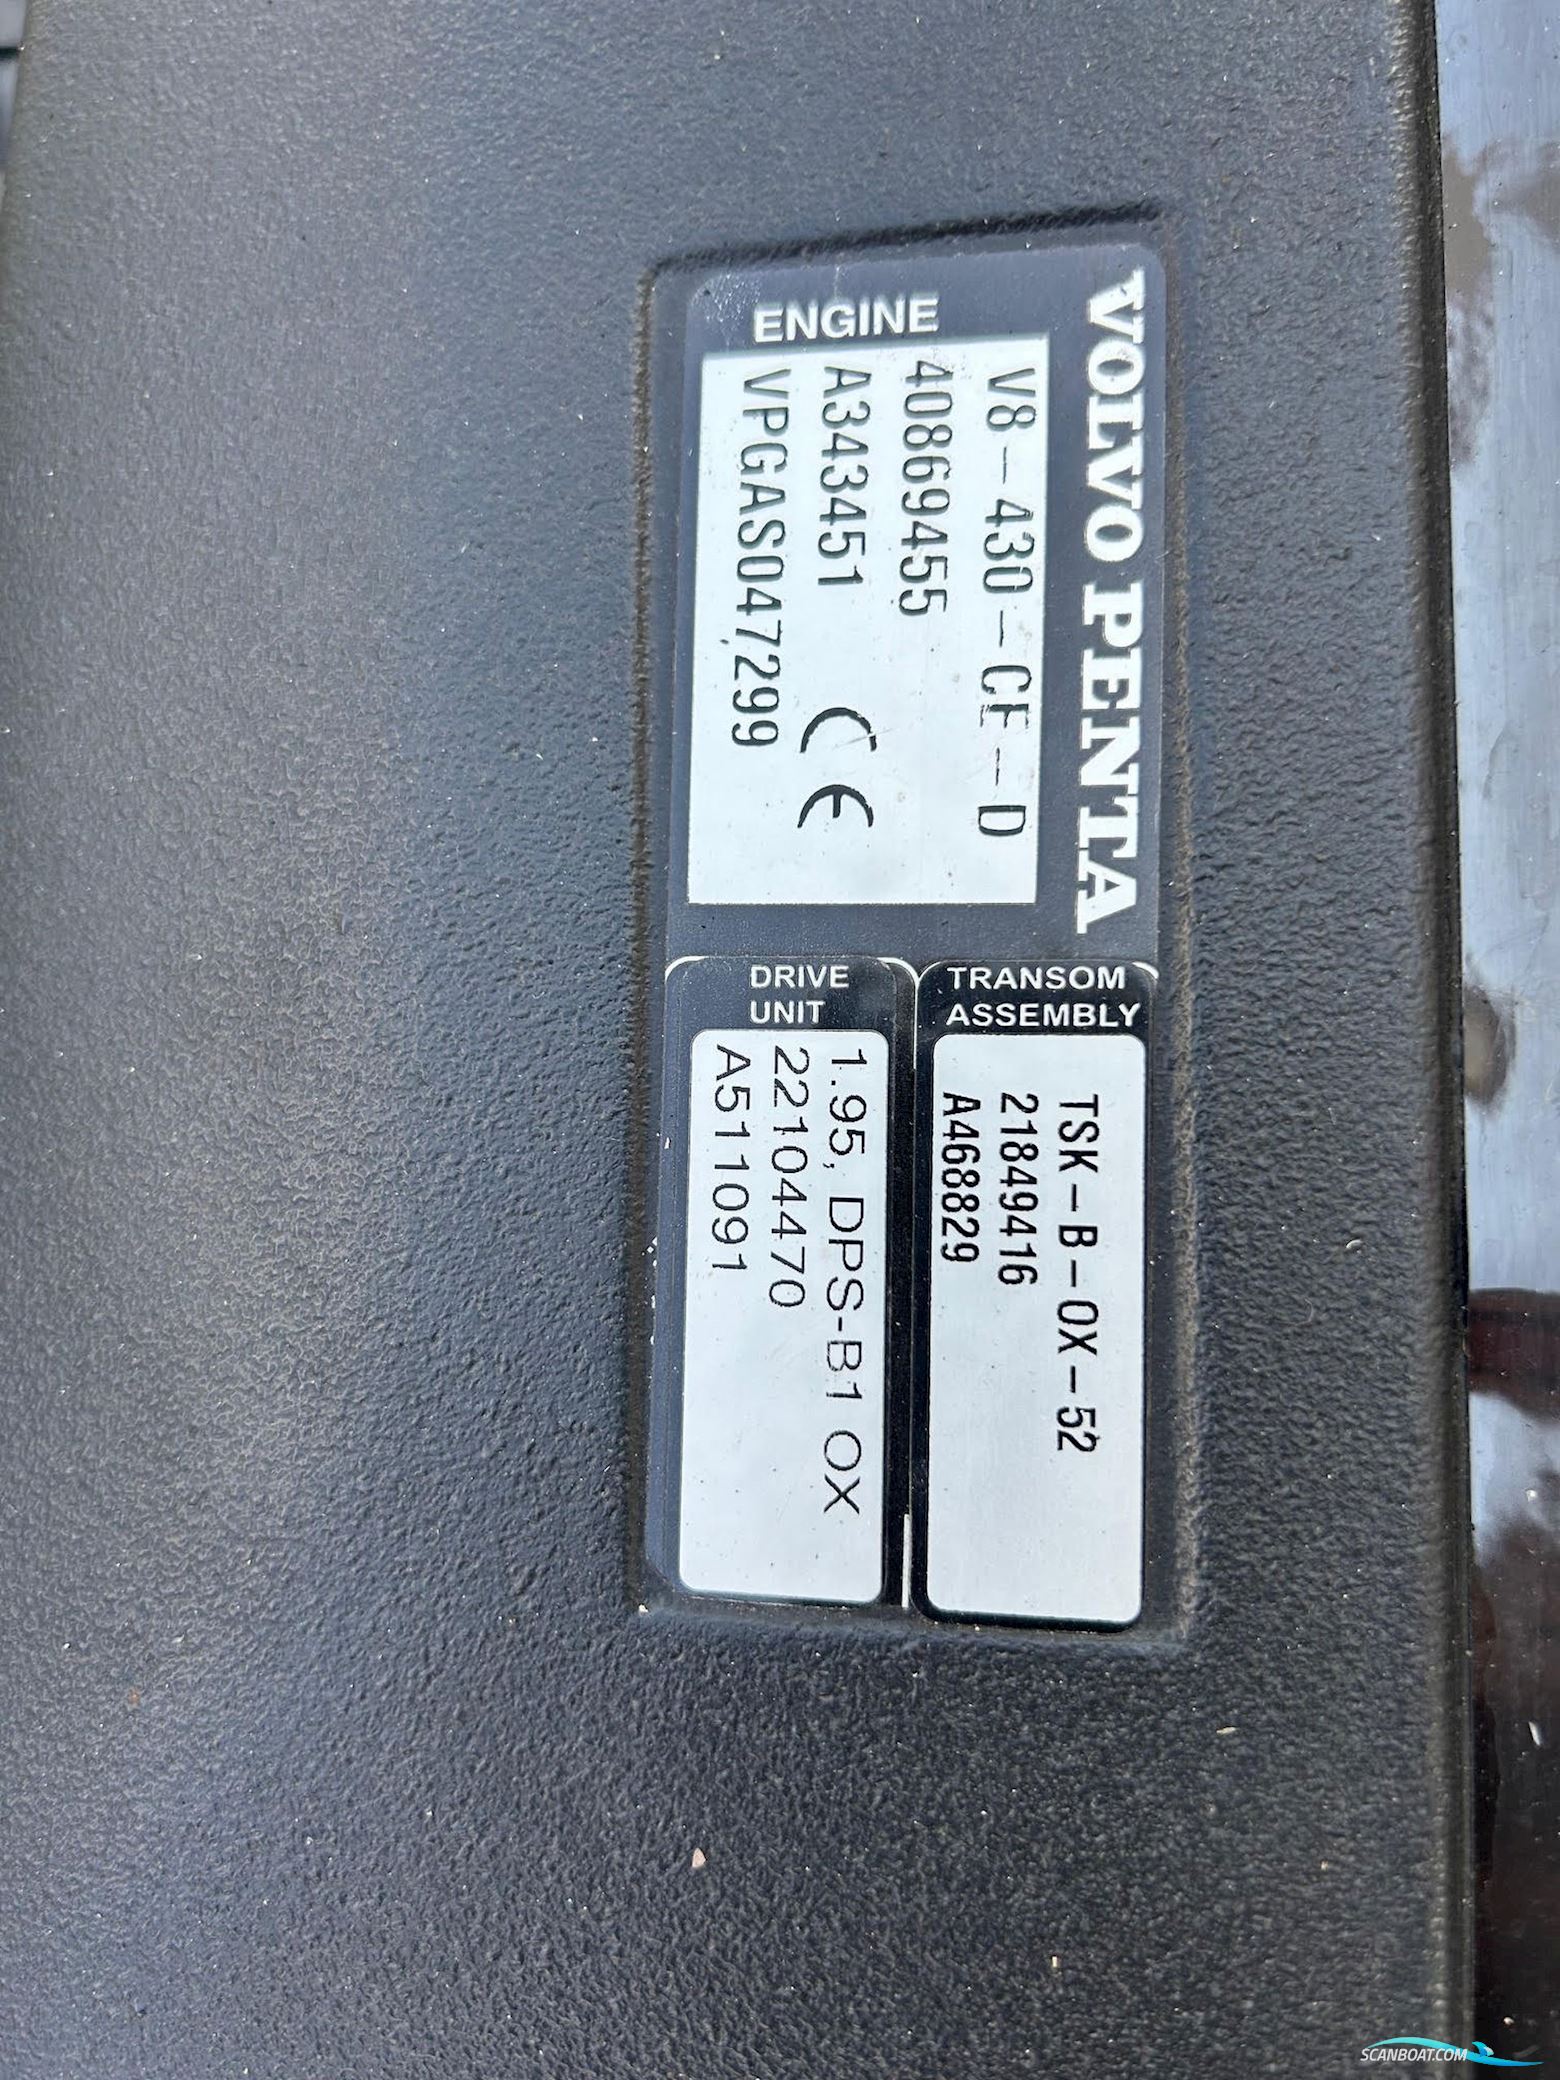 VOLVO PENTA
ENGINE
V8-430-CE-D
40869455
A343451 CE
VPGAS047299
TRANSOM
ASSEMBLY
TSK-B-OX-52
21849416
A468829
DRIVE
UNIT
1.95, DPS-B1 OX
22104470
A511091
SCANBOAT.COM